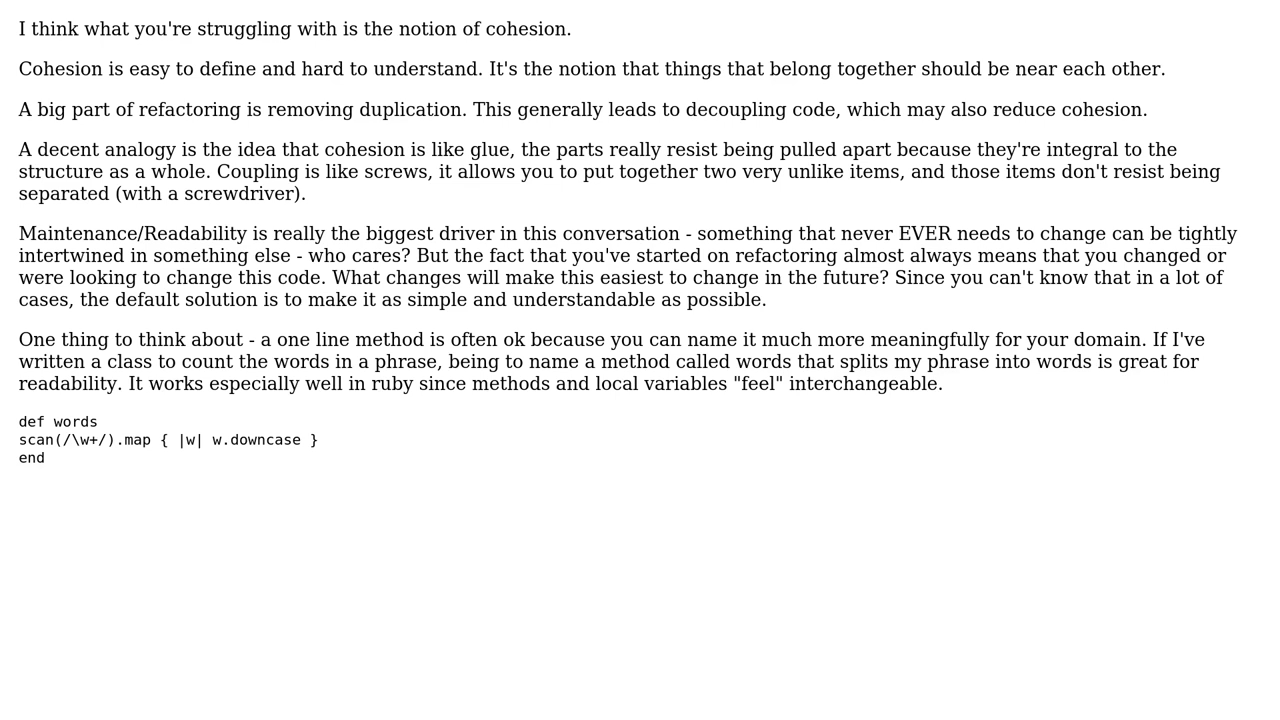 I think what you're struggling with is the notion of cohesion.
Cohesion is easy to define and hard to understand. It's the notion that things that belong together should be near each other.
A big part of refactoring is removing duplication. This generally leads to decoupling code, which may also reduce cohesion.
A decent analogy is the idea that cohesion is like glue, the parts really resist being pulled apart because they're integral to the
structure as a whole. Coupling is like screws, it allows you to put together two very unlike items, and those items don't resist being
separated (with a screwdriver).
Maintenance/Readability is really the biggest driver in this conversation - something that never EVER needs to change can be tightly
intertwined in something else - who cares? But the fact that you've started on refactoring almost always means that you changed or
were looking to change this code. What changes will make this easiest to change in the future? Since you can't know that in a lot of
cases, the default solution is to make it as simple and understandable as possible.
One thing to think about - a one line method is often ok because you can name it much more meaningfully for your domain. If I've
written a class to count the words in a phrase, being to name a method called words that splits my phrase into words is great for
readability. It works especially well in ruby since methods and local variables "feel" interchangeable.
def words
scan(/\w+/).map { |w| w.downcase }
end